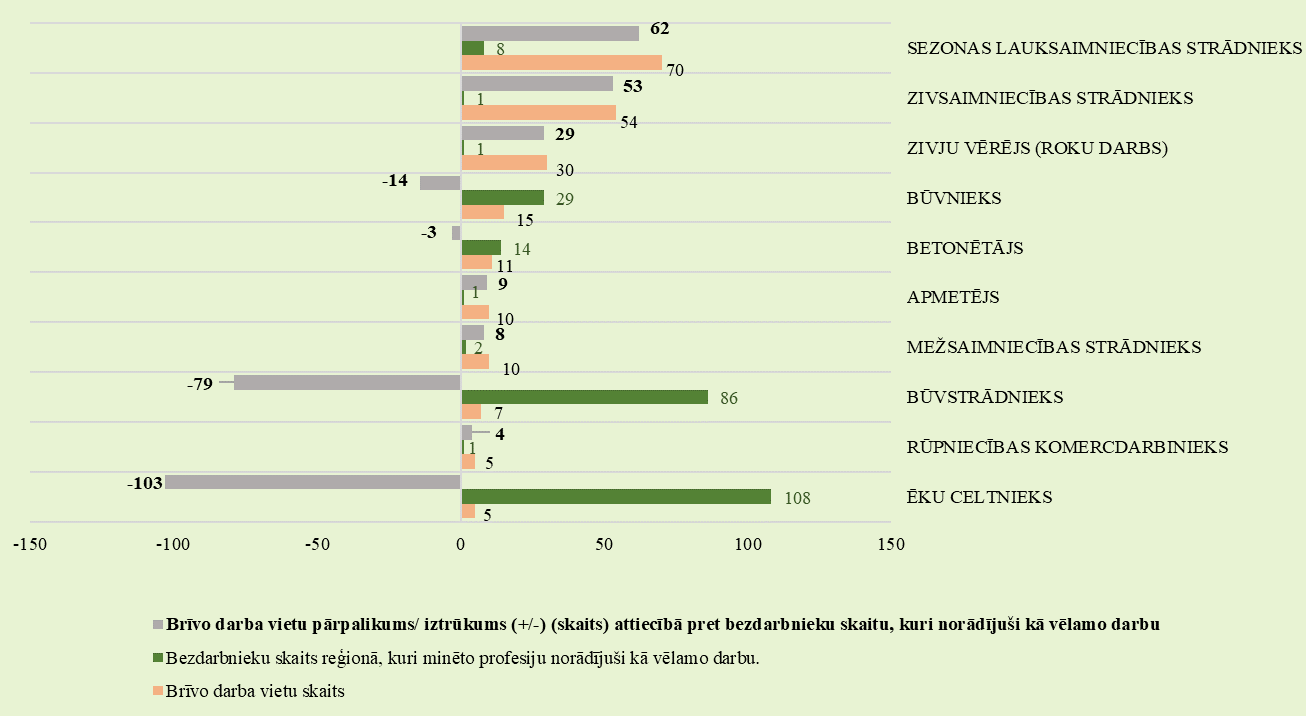 62
8
70
SEZONAS LAUKSAIMNIECĪBAS STRĀDNIEKS
53
1
54
ZIVSAIMNIECĪBAS STRĀDNIEKS
29
1
30
ZIVJU VĒRĒJS (ROKU DARBS)
-14
29
15
BŪVNIEKS
-3
14
11
BETONĒTĀJS
9
1
10
APMETĒJS
8
2
10
MEŽSAIMNIECĪBAS STRĀDNIEKS
-79
86
7
BŪVSTRĀDNIEKS
4
1
5
RŪPNIECĪBAS KOMERCDARBINIEKS
-103
108
5
ĒKU CELTNIEKS
-150 -100 -50 0 50 100 150
Brīvo darba vietu pārpalikums/ iztrūkums (+/-) (skaits) attiecībā pret bezdarbnieku skaitu, kuri norādījuši kā vēlamo darbu
Bezdarbnieku skaits reģionā, kuri minēto profesiju norādījuši kā vēlamo darbu.
Brīvo darba vietu skaits